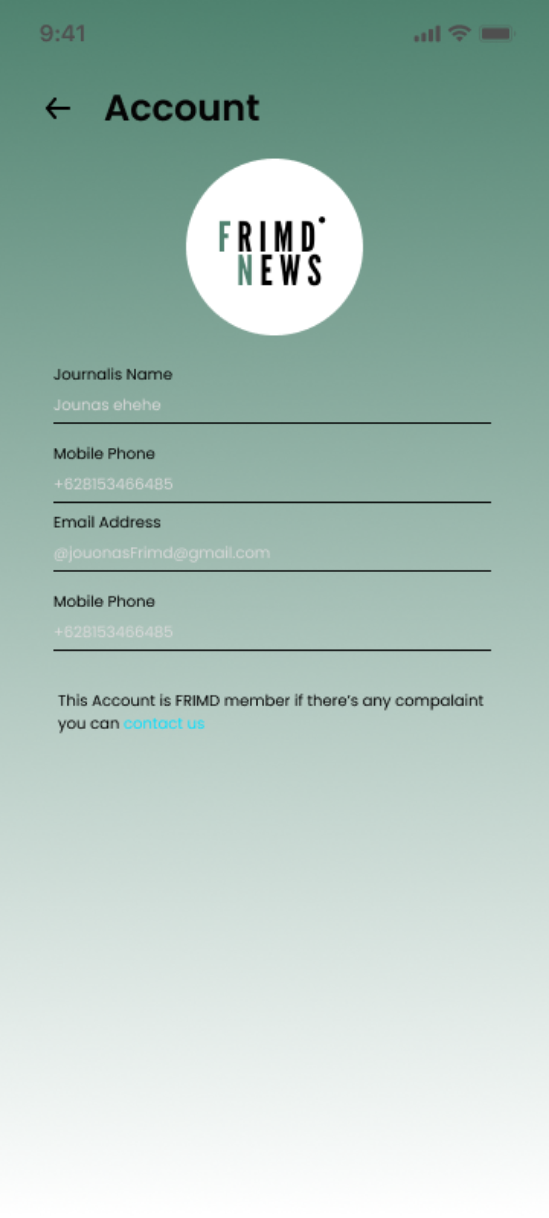 9:41
Account
FRIMD
NEWS
Journalis Name
Jounas ehehe
Mobile Phone
+628153466485
Email Address
@jouonasFrimd@gmail.com
Mobile Phone
+628153466485
This Account is FRIMD member if there's any compalaint
you can contact us